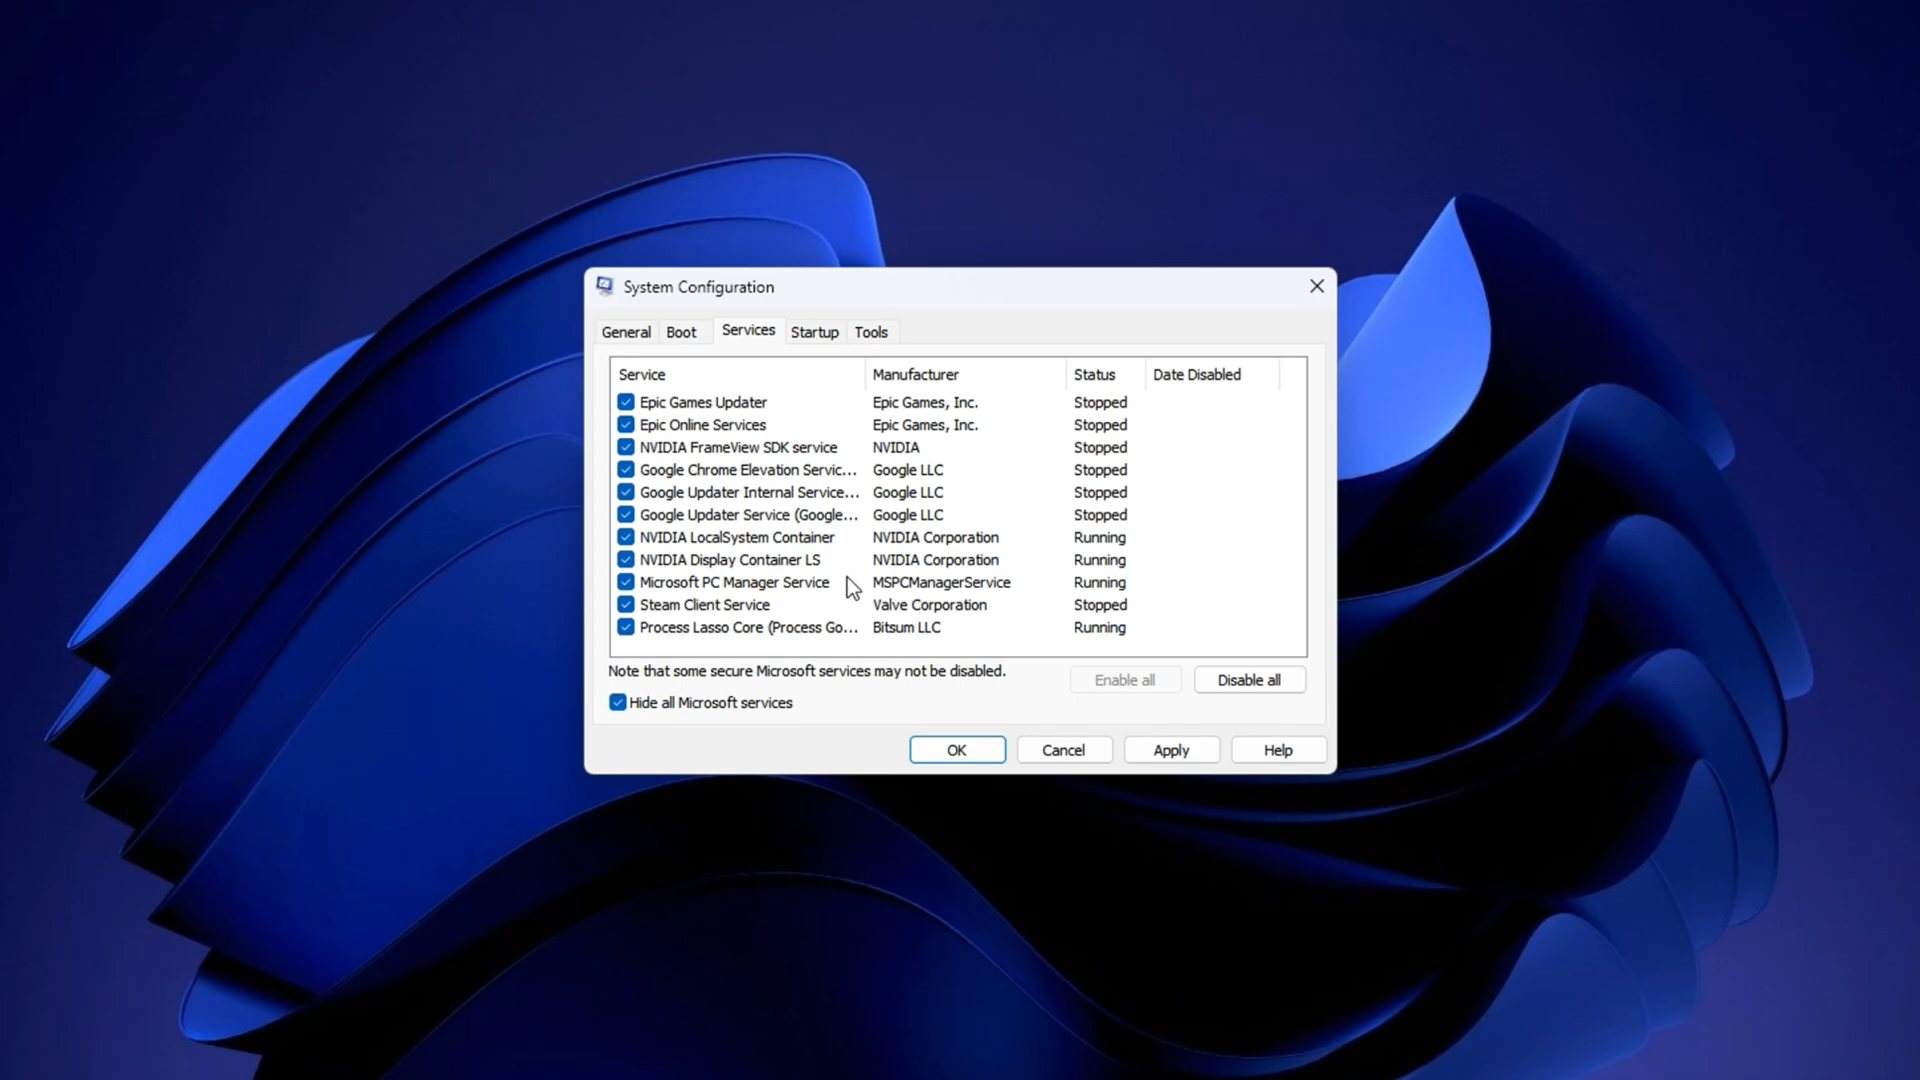 System Configuration
General Boot Services Startup Tools
Service Manufacturer Status Date Disabled
Epic Games Updater Epic Games, Inc. Stopped
Epic Online Services Epic Games, Inc. Stopped
NVIDIA FrameView SDK service NVIDIA Stopped
Google Chrome Elevation Servic... Google LLC Stopped
Google Updater Internal Service... Google LLC Stopped
Google Updater Service (Google... Google LLC Stopped
NVIDIA LocalSystem Container NVIDIA Corporation Running
NVIDIA Display Container LS NVIDIA Corporation Running
Microsoft PC Manager Service MSPCManagerService Running
Steam Client Service Valve Corporation Stopped
Process Lasso Core (Process Go... Bitsum LLC Running
Note that some secure Microsoft services may not be disabled.
Enable all Disable all
Hide all Microsoft services
OK Cancel Apply Help